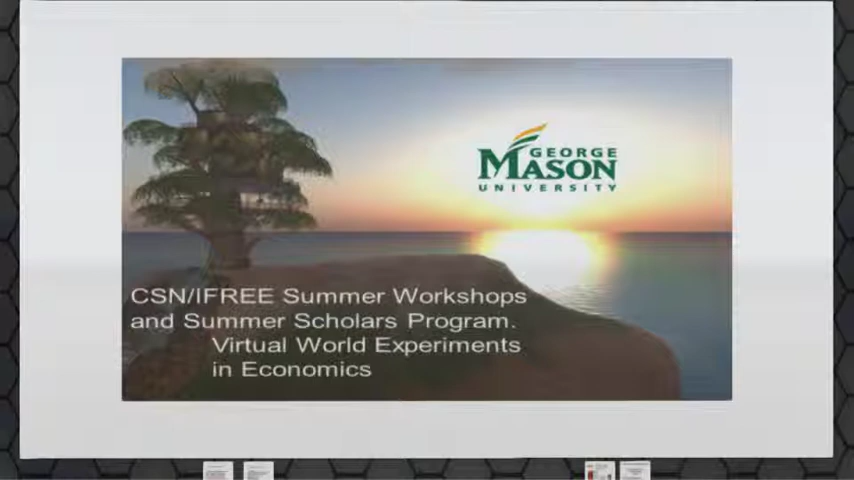 GEORGE
MASON
UNIVERSITY
CSN/IFREE Summer Workshops
and Summer Scholars Program.
Virtual World Experiments
in Economics